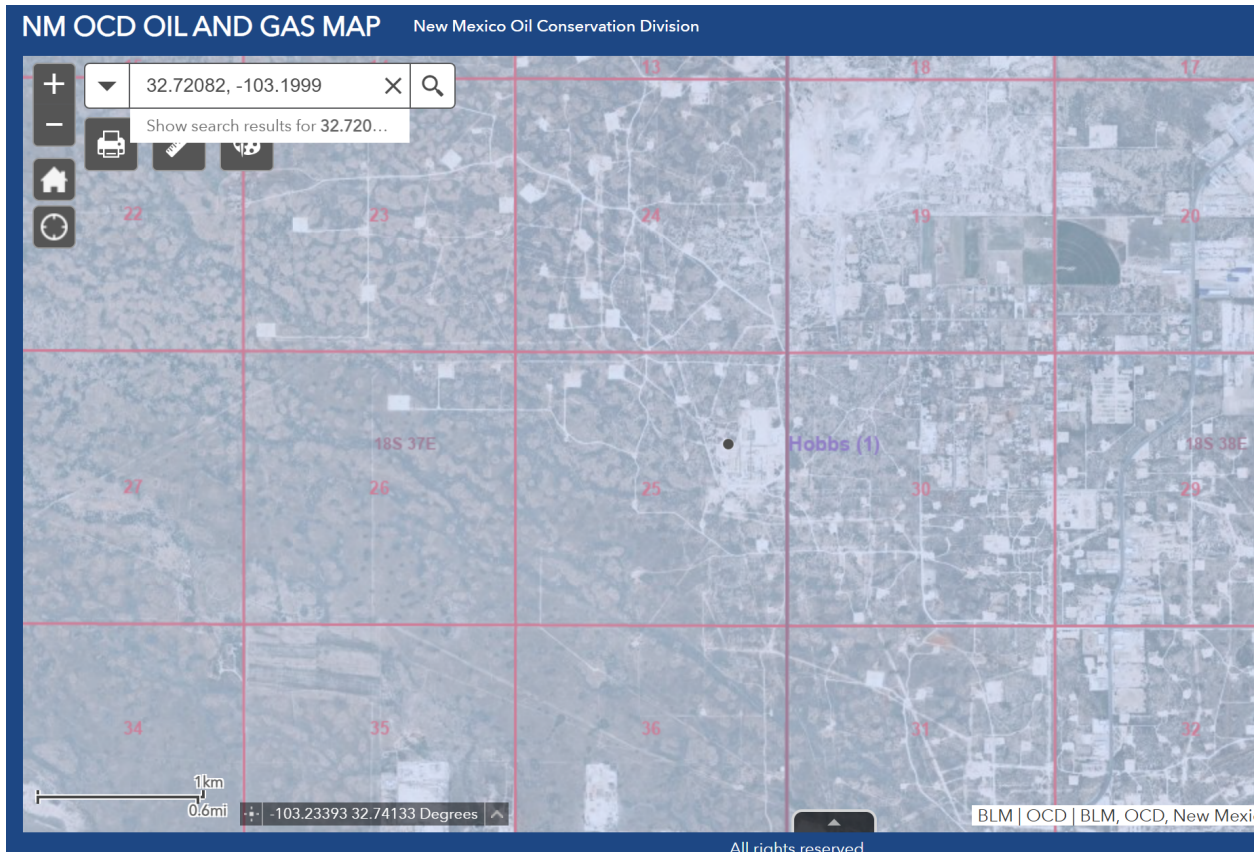 NM OCD OIL AND GAS MAP New Mexico Oil Conservation Division
13 18 17
+
32.72082, -103.1999
−
Show search results for 32.720...
22 23 24 19 20
18S 37E Hobbs (1) 18S 38E
27 26 25 30 29
34 35 36 31 32
1km
0.6mi
-103.23393 32.74133 Degrees
BLM | OCD | BLM, OCD, New Mexi
All rights reserved